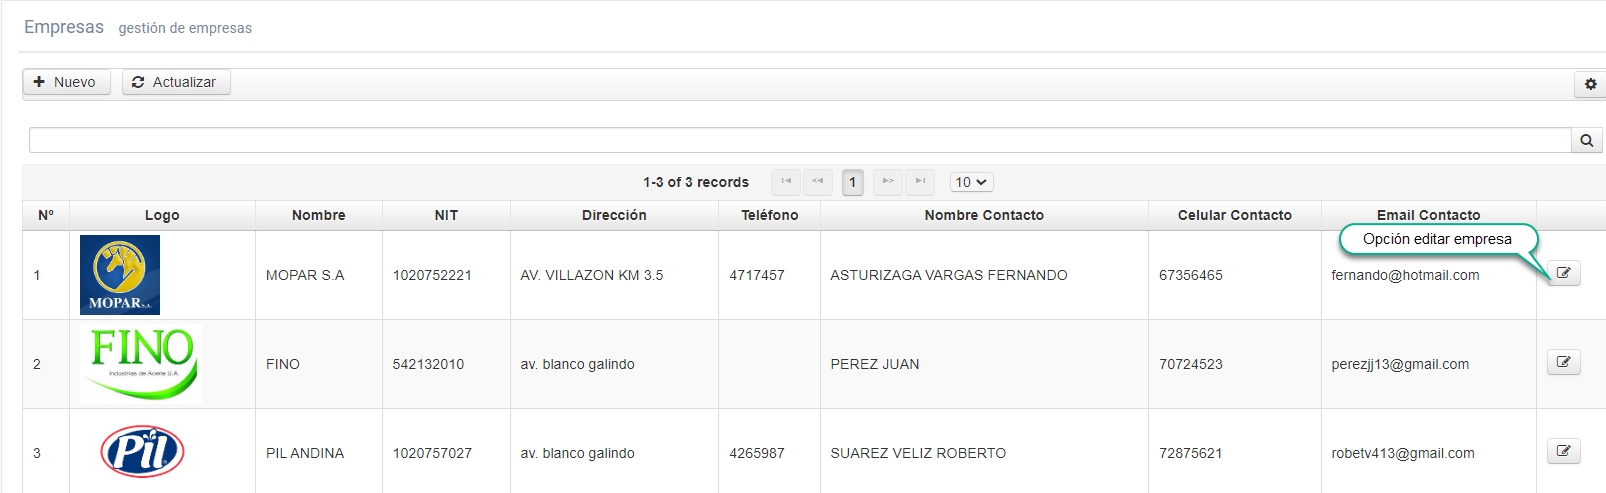 Empresas gestión de empresas
Nuevo Actualizar
1-3 of 3 records 1 10
Nº Logo Nombre NIT Dirección Teléfono Nombre Contacto Celular Contacto Email Contacto
Opción editar empresa
1 MOPAR S.A. MOPAR S.A 1020752221 AV. VILLAZON KM 3.5 4717457 ASTURIZAGA VARGAS FERNANDO 67356465 fernando@hotmail.com
2 FINO Industrias de Aceite S.A. FINO 542132010 av. blanco galindo PEREZ JUAN 70724523 perezjj13@gmail.com
3 Pil PIL ANDINA 1020757027 av. blanco galindo 4265987 SUAREZ VELIZ ROBERTO 72875621 robetv413@gmail.com